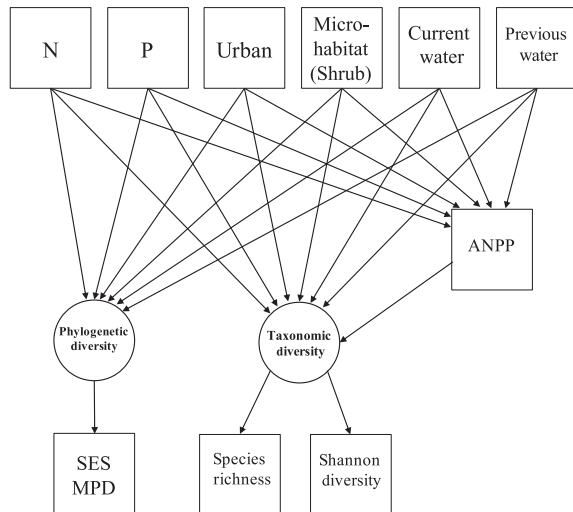 N
P
Urban
Micro-
habitat
(Shrub)
Current
water
Previous
water
ANPP
Phylogenetic
diversity
Taxonomic
diversity
SES
MPD
Species
richness
Shannon
diversity